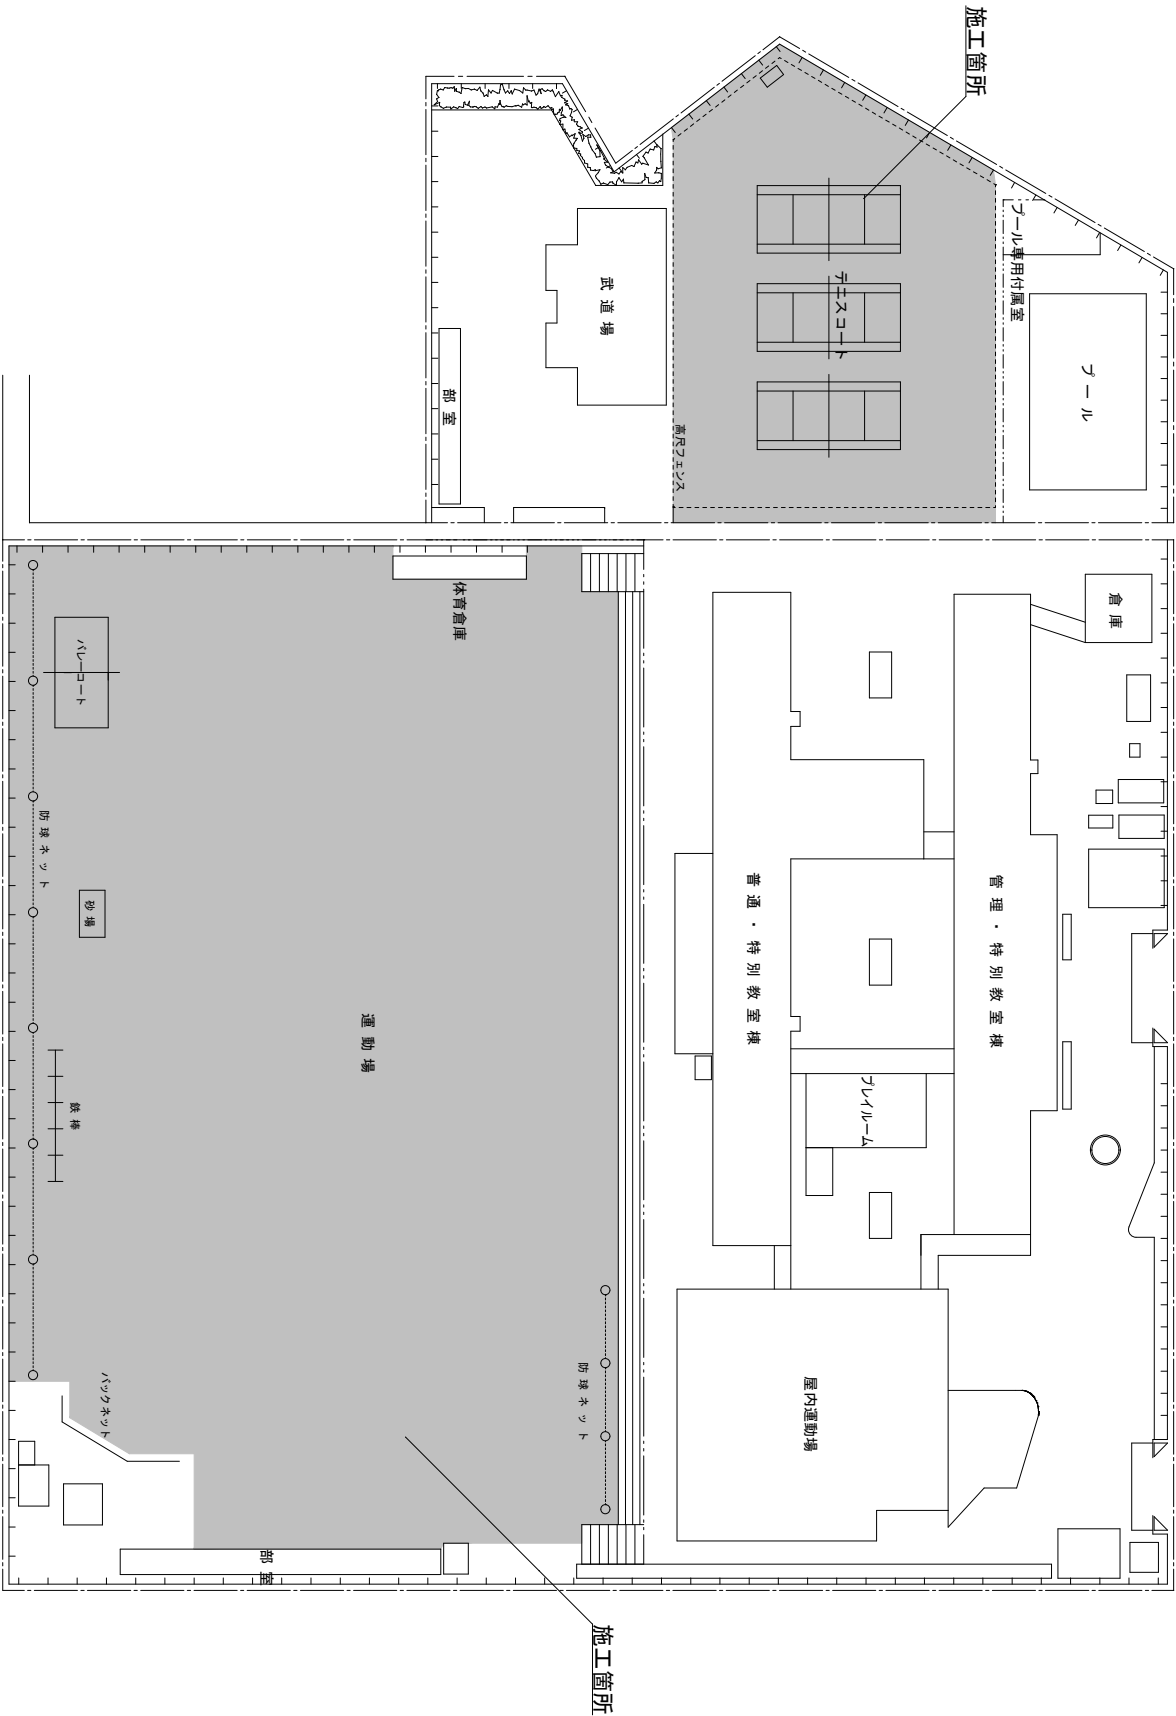 施工箇所
プール専用付属室
テニスコート
武道場
プール
部室
高尺フェンス
倉庫
体育倉庫
バレーコート
防球ネット
砂場
普通・特別教室棟
管理・特別教室棟
運動場
鉄棒
プレイルーム
バックネット
防球ネット
屋内運動場
部室
施工箇所